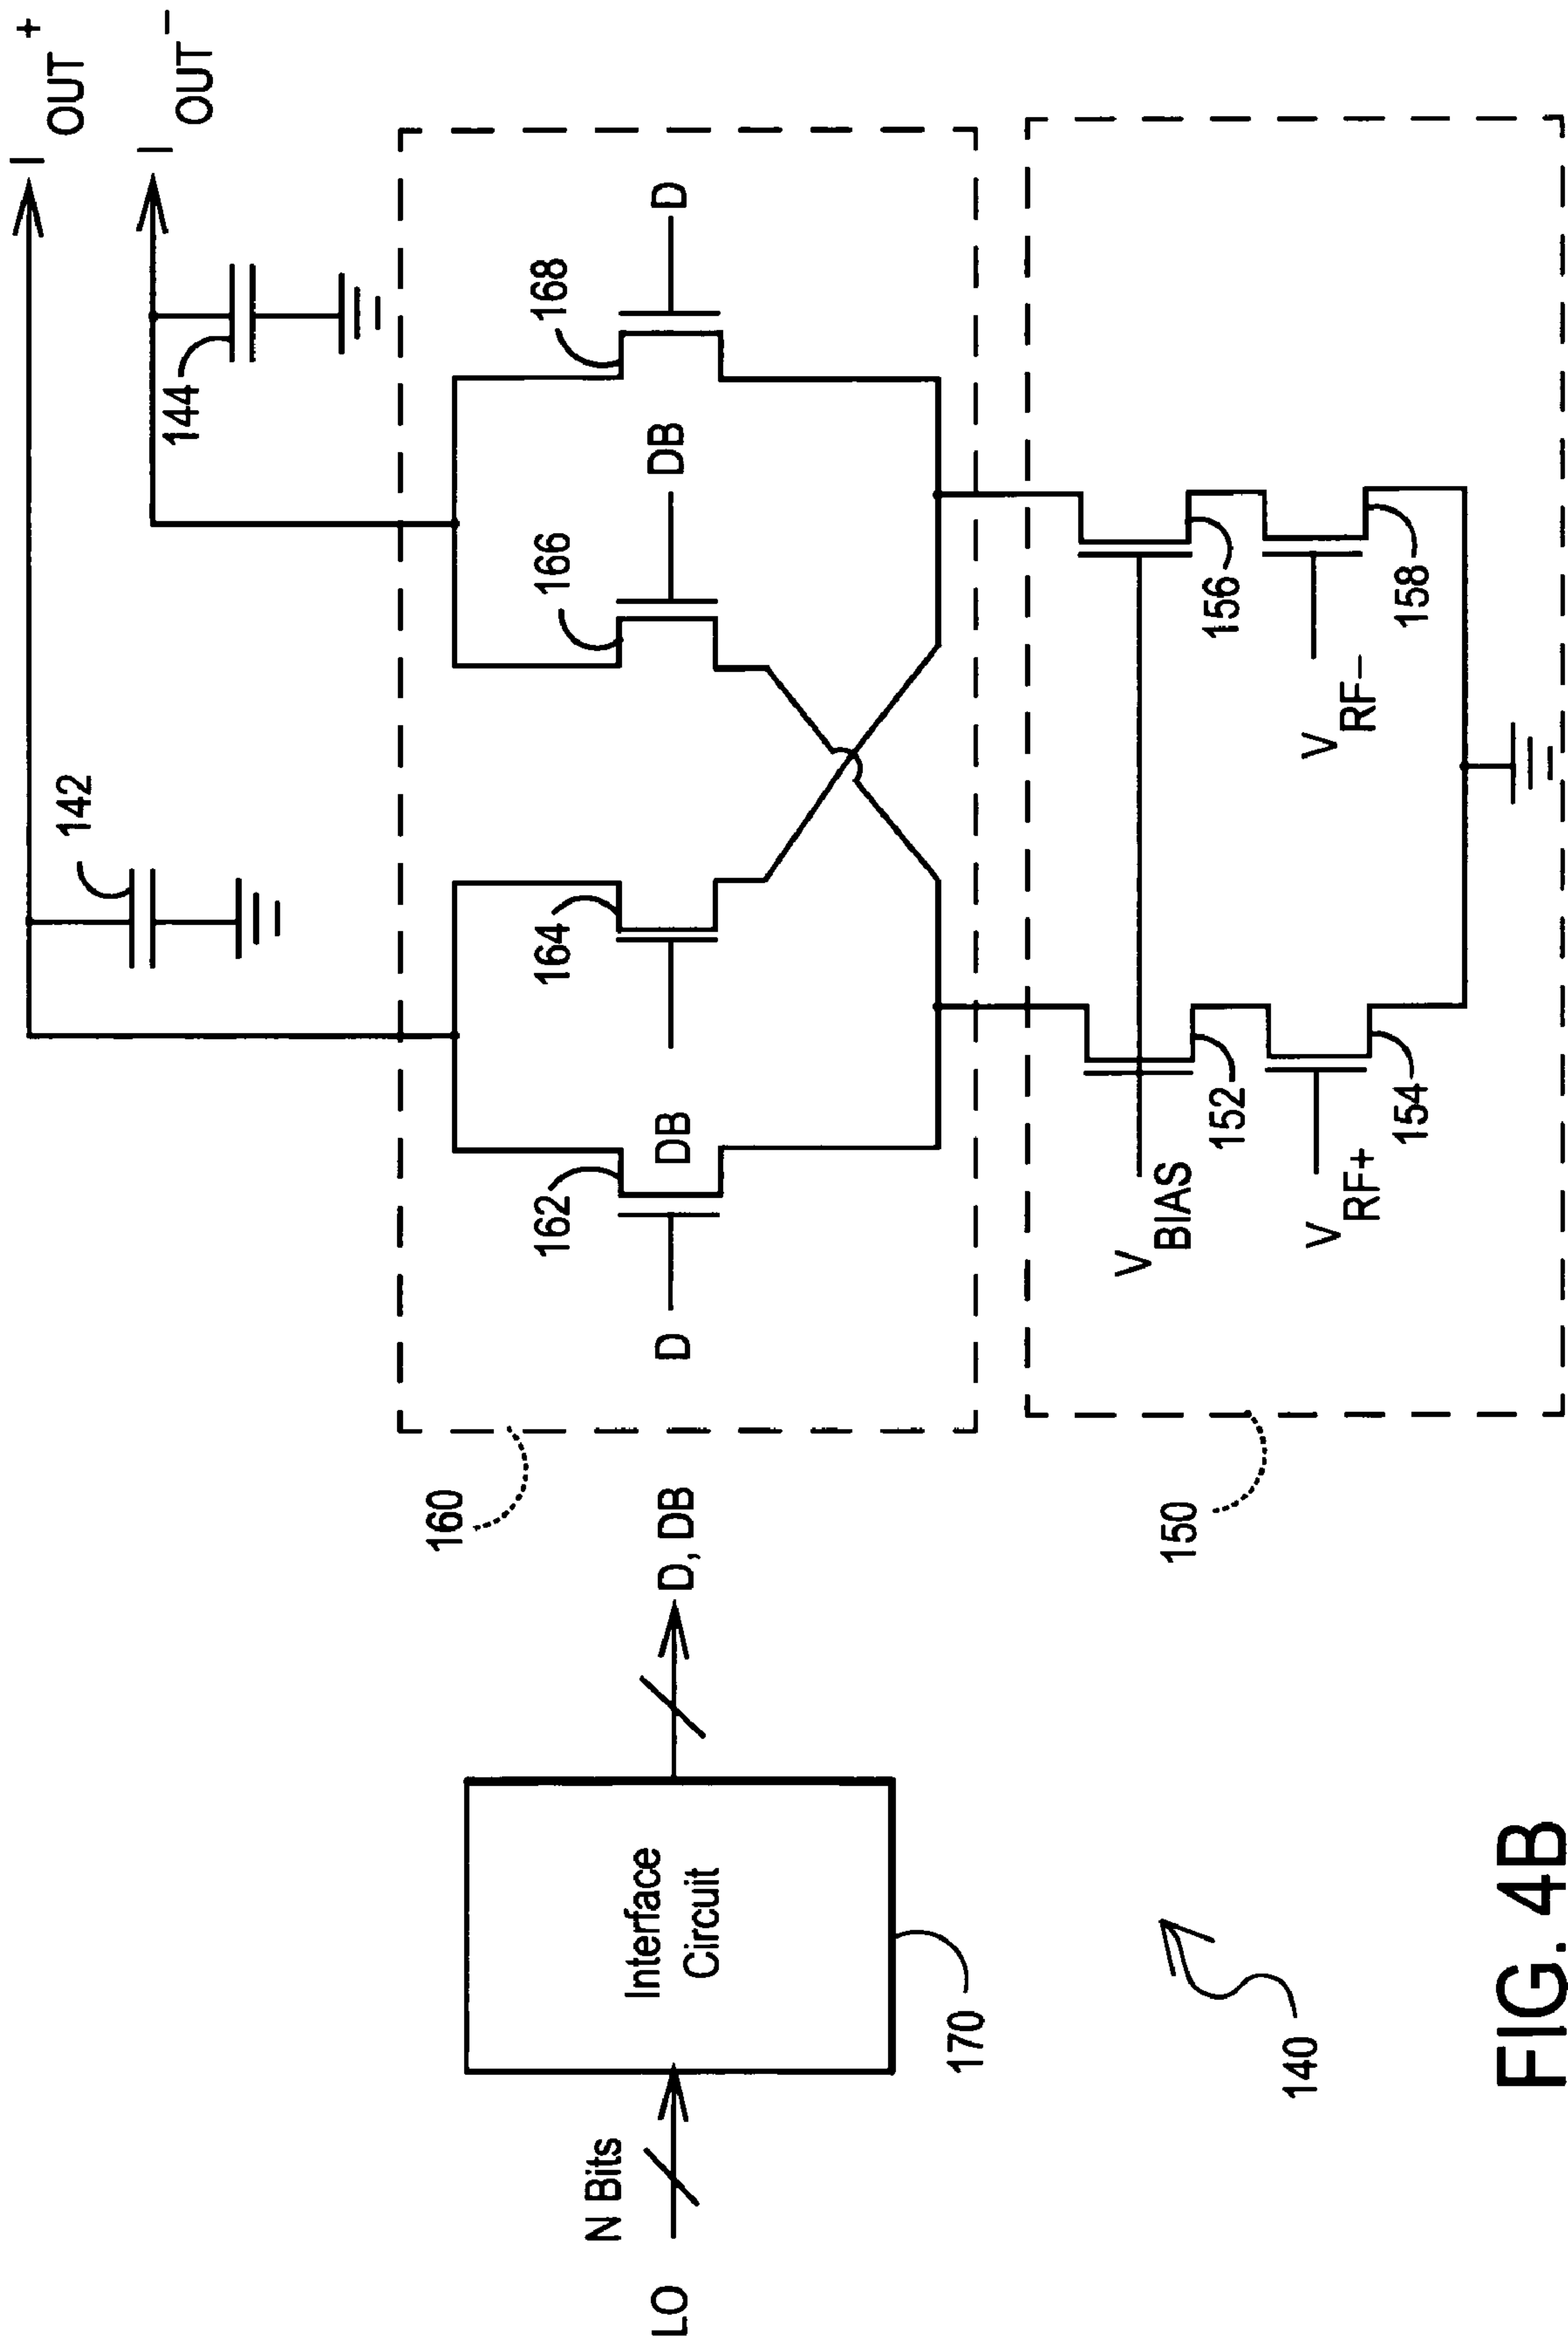 I OUT +
I OUT −
142
144
162
164
166
168
D
DB
DB
D
160
LO
N Bits
Interface
Circuit
D, DB
170
V BIAS
152
156
V RF+
154
V RF−
158
150
140
FIG. 4B